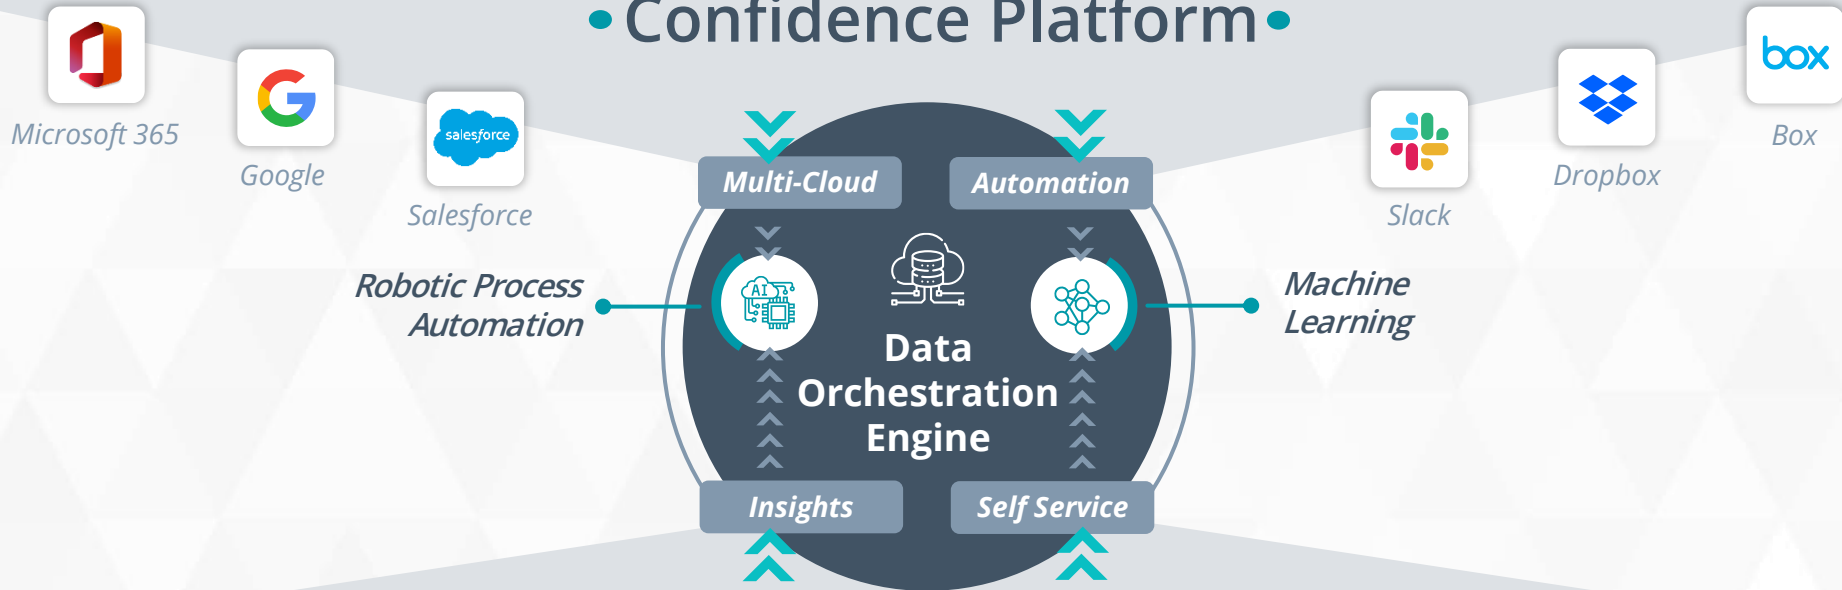 Confidence Platform
Microsoft 365
Google
salesforce
Salesforce
box
Box
Dropbox
Slack
Multi-Cloud
Automation
Robotic Process
Automation
AI
Machine
Learning
Data
Orchestration
Engine
Insights
Self Service